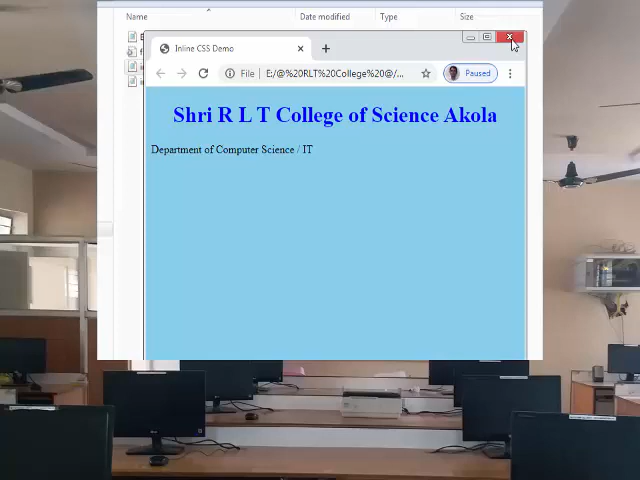 Name Date modified Type Size
Inline CSS Demo
File E:/@%20RLT%20College%20@/... Paused
Shri R L T College of Science Akola
Department of Computer Science / IT